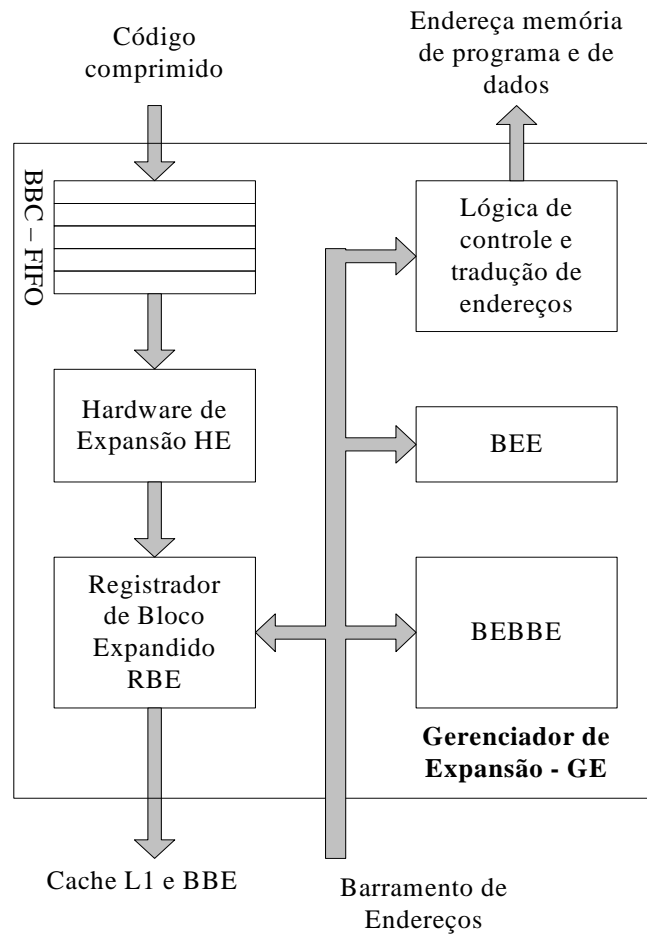 Código
comprimido
Endereça memória
de programa e de
dados
BBC – FIFO
Lógica de
controle e
tradução de
endereços
Hardware de
Expansão HE
BEE
Registrador
de Bloco
Expandido
RBE
BEBBE
Gerenciador de
Expansão - GE
Cache L1 e BBE
Barramento de
Endereços